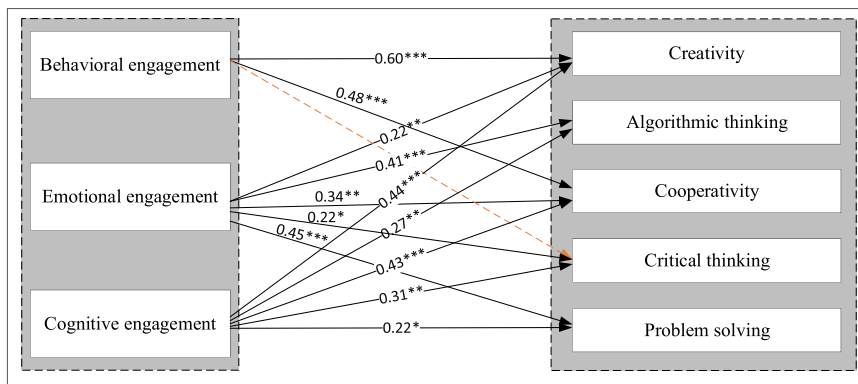 Behavioral engagement
Emotional engagement
Cognitive engagement
0.60***
0.48***
0.22**
0.41***
0.34**
0.22*
0.45***
0.44***
0.27**
0.43***
0.31**
0.22*
Creativity
Algorithmic thinking
Cooperativity
Critical thinking
Problem solving